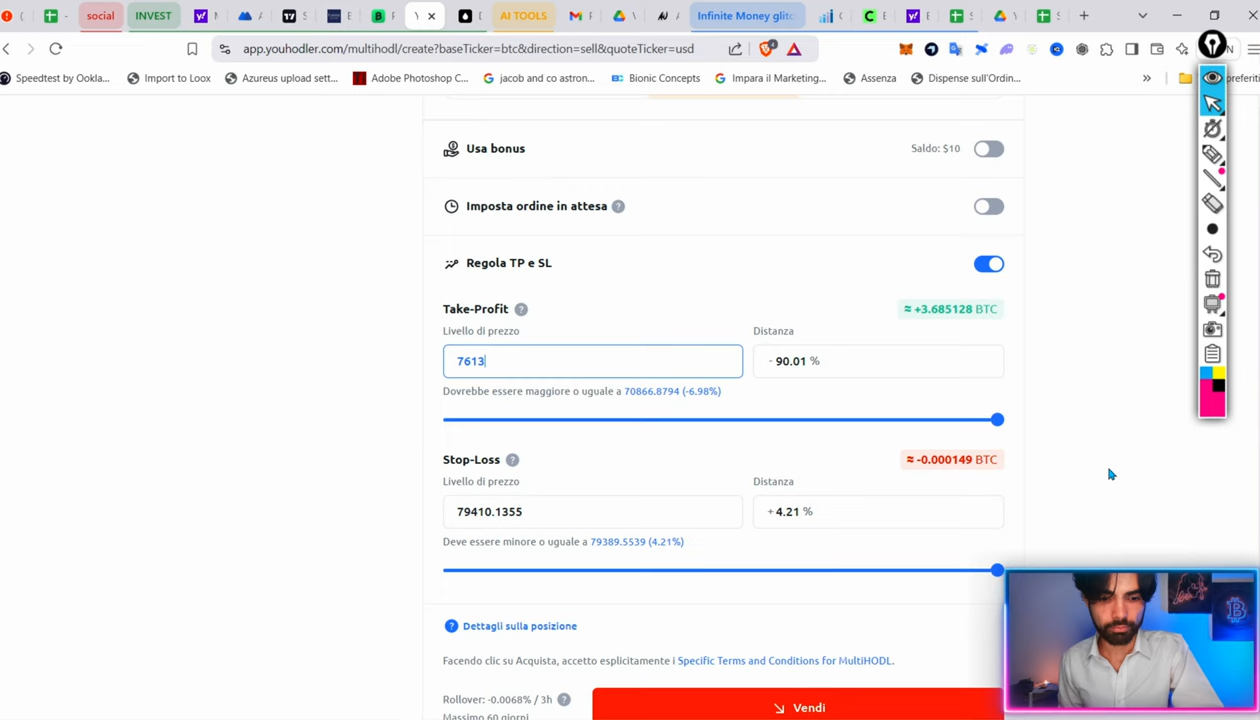 social
INVEST
AI TOOLS
Infinite Money glitc
app.youhodler.com/multihodl/create?baseTicker=btc&direction=sell&quoteTicker=usd
Speedtest by Ookla...
Import to Loox
Azureus upload sett...
Adobe Photoshop C...
jacob and co astron...
Bionic Concepts
Impara il Marketing...
Assenza
Dispense sull'Ordin...
» 
preferiti
Usa bonus
Saldo: $10
Imposta ordine in attesa ?
Regola TP e SL
Take-Profit ?
≈ +3.685128 BTC
Livello di prezzo
Distanza
7613
- 90.01 %
Dovrebbe essere maggiore o uguale a 70866.8794 (-6.98%)
Stop-Loss ?
≈ -0.000149 BTC
Livello di prezzo
Distanza
79410.1355
+ 4.21 %
Deve essere minore o uguale a 79389.5539 (4.21%)
? Dettagli sulla posizione
Facendo clic su Acquista, accetto esplicitamente i Specific Terms and Conditions for MultiHODL.
Rollover: -0.0068% / 3h ?
Massimo 60 giorni
Vendi